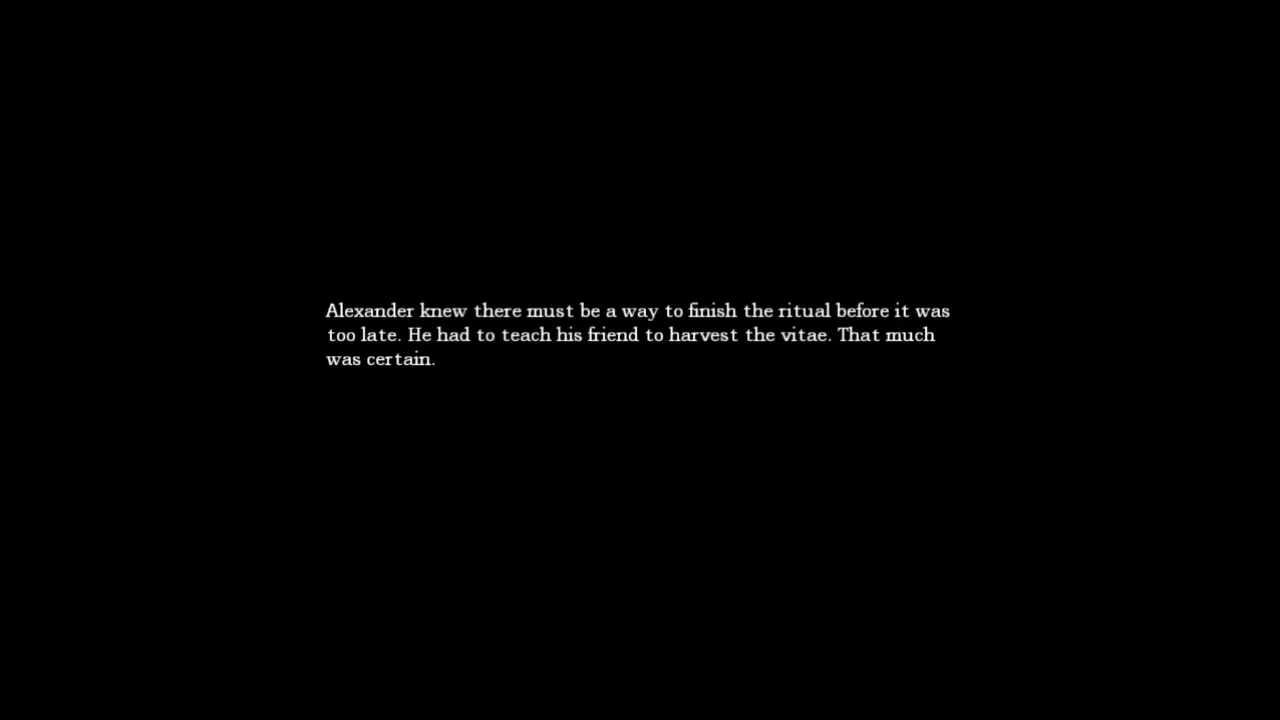 Alexander knew there must be a way to finish the ritual before it was
too late. He had to teach his friend to harvest the vitae. That much
was certain.